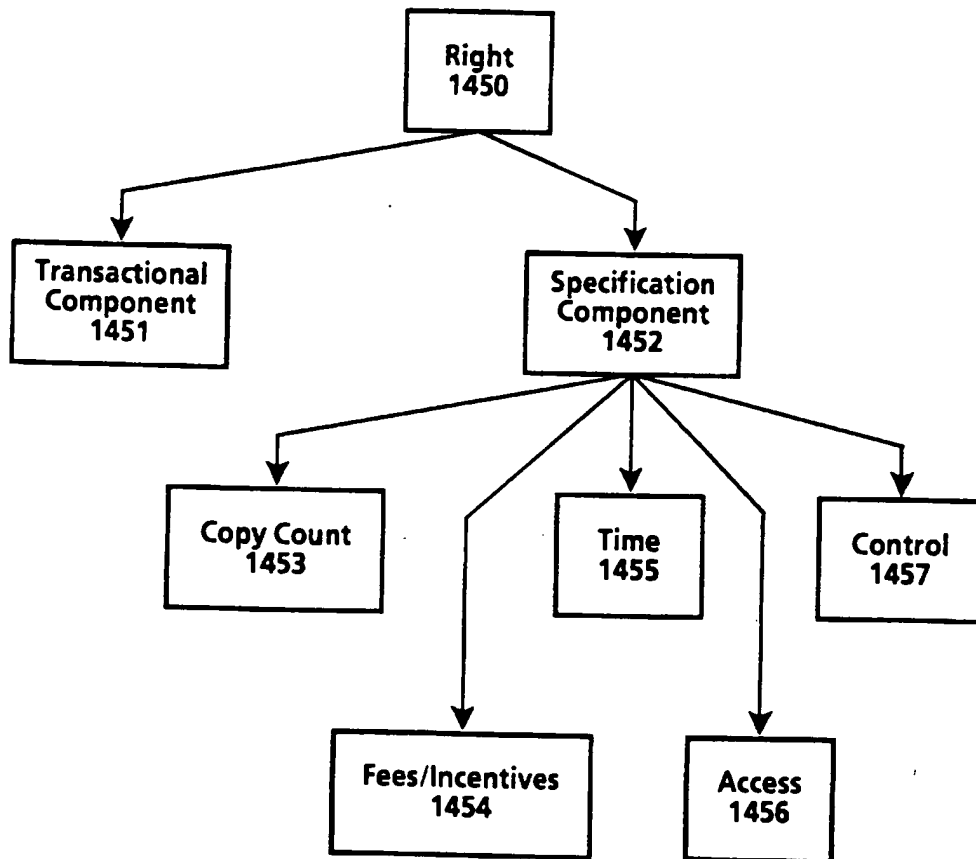 Right
1450
Transactional
Component
1451
Specification
Component
1452
Copy Count
1453
Time
1455
Control
1457
Fees/Incentives
1454
Access
1456